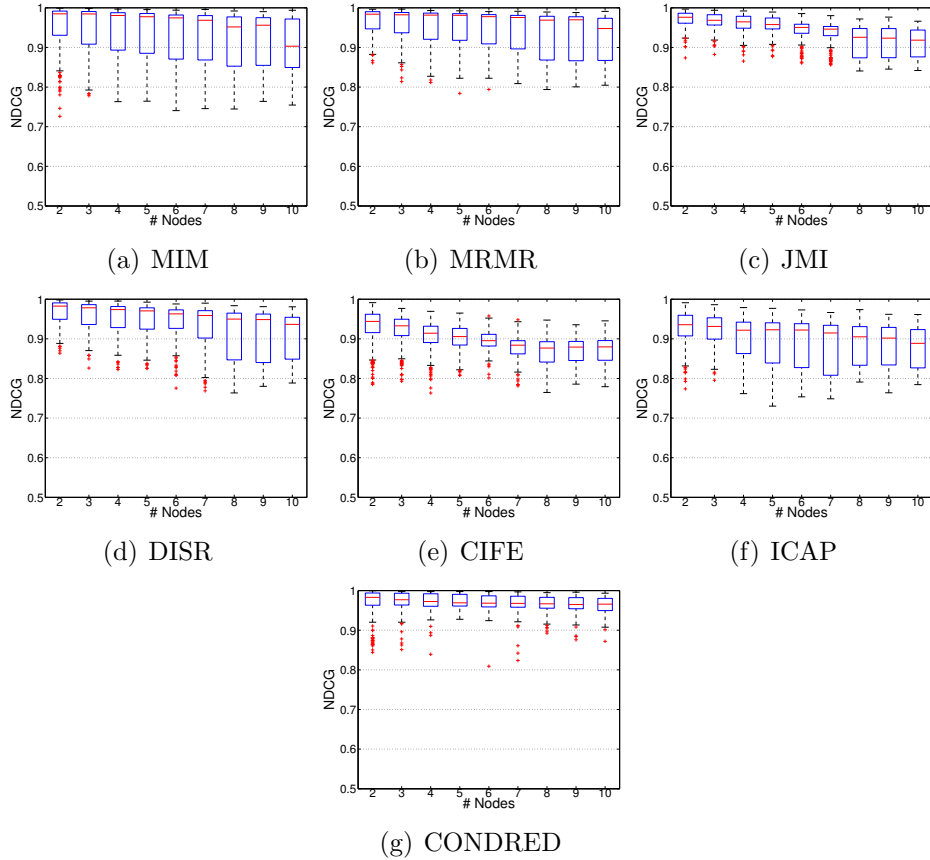 1
0.9
0.8
0.7
0.6
0.5
NDCG
2 3 4 5 6 7 8 9 10
# Nodes
(a) MIM
1
0.9
0.8
0.7
0.6
0.5
NDCG
2 3 4 5 6 7 8 9 10
# Nodes
(b) MRMR
1
0.9
0.8
0.7
0.6
0.5
NDCG
2 3 4 5 6 7 8 9 10
# Nodes
(c) JMI
1
0.9
0.8
0.7
0.6
0.5
NDCG
2 3 4 5 6 7 8 9 10
# Nodes
(d) DISR
1
0.9
0.8
0.7
0.6
0.5
NDCG
2 3 4 5 6 7 8 9 10
# Nodes
(e) CIFE
1
0.9
0.8
0.7
0.6
0.5
NDCG
2 3 4 5 6 7 8 9 10
# Nodes
(f) ICAP
1
0.9
0.8
0.7
0.6
0.5
NDCG
2 3 4 5 6 7 8 9 10
# Nodes
(g) CONDRED